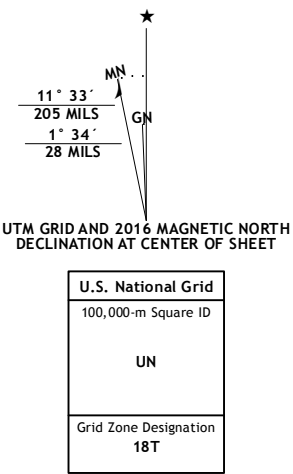 ★
MN
11° 33´
205 MILS
GN
1° 34´
28 MILS
UTM GRID AND 2016 MAGNETIC NORTH
DECLINATION AT CENTER OF SHEET
U.S. National Grid
100,000-m Square ID
UN
Grid Zone Designation
18T